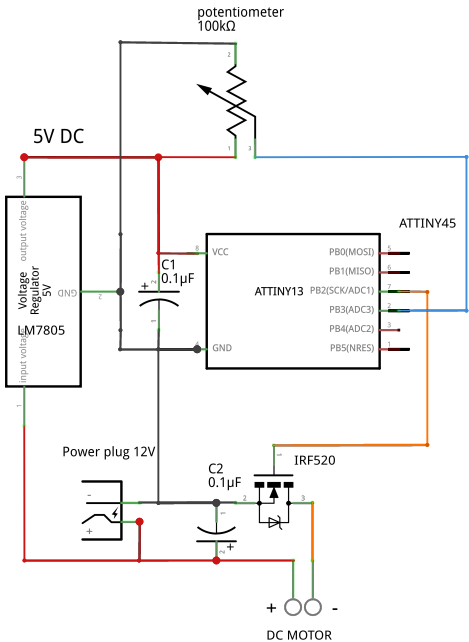 potentiometer
100kΩ
2
1
3
5V DC
3
output voltage
Voltage
Regulator
5V
GND
2
LM7805
input voltage
1
C1
0.1µF
+
2
1
ATTINY45
ATTINY13
8
VCC
4
GND
PB0(MOSI)
5
PB1(MISO)
6
PB2(SCK/ADC1)
7
PB3(ADC3)
2
PB4(ADC2)
3
PB5(NRES)
1
Power plug 12V
-
+
C2
0.1µF
1
2
+
IRF520
1
2
3
+
-
DC MOTOR